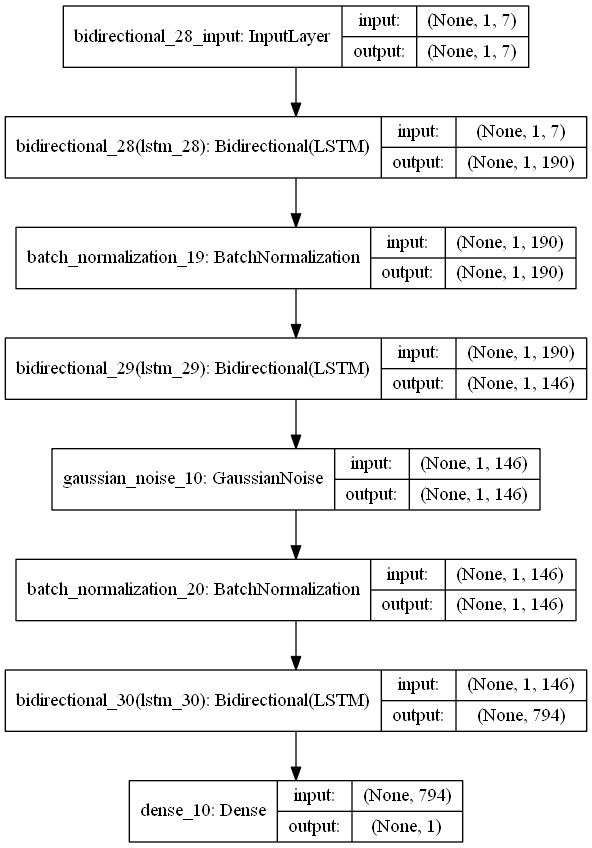 bidirectional_28_input: InputLayer
input: (None, 1, 7)
output: (None, 1, 7)
bidirectional_28(lstm_28): Bidirectional(LSTM)
input: (None, 1, 7)
output: (None, 1, 190)
batch_normalization_19: BatchNormalization
input: (None, 1, 190)
output: (None, 1, 190)
bidirectional_29(lstm_29): Bidirectional(LSTM)
input: (None, 1, 190)
output: (None, 1, 146)
gaussian_noise_10: GaussianNoise
input: (None, 1, 146)
output: (None, 1, 146)
batch_normalization_20: BatchNormalization
input: (None, 1, 146)
output: (None, 1, 146)
bidirectional_30(lstm_30): Bidirectional(LSTM)
input: (None, 1, 146)
output: (None, 794)
dense_10: Dense
input: (None, 794)
output: (None, 1)